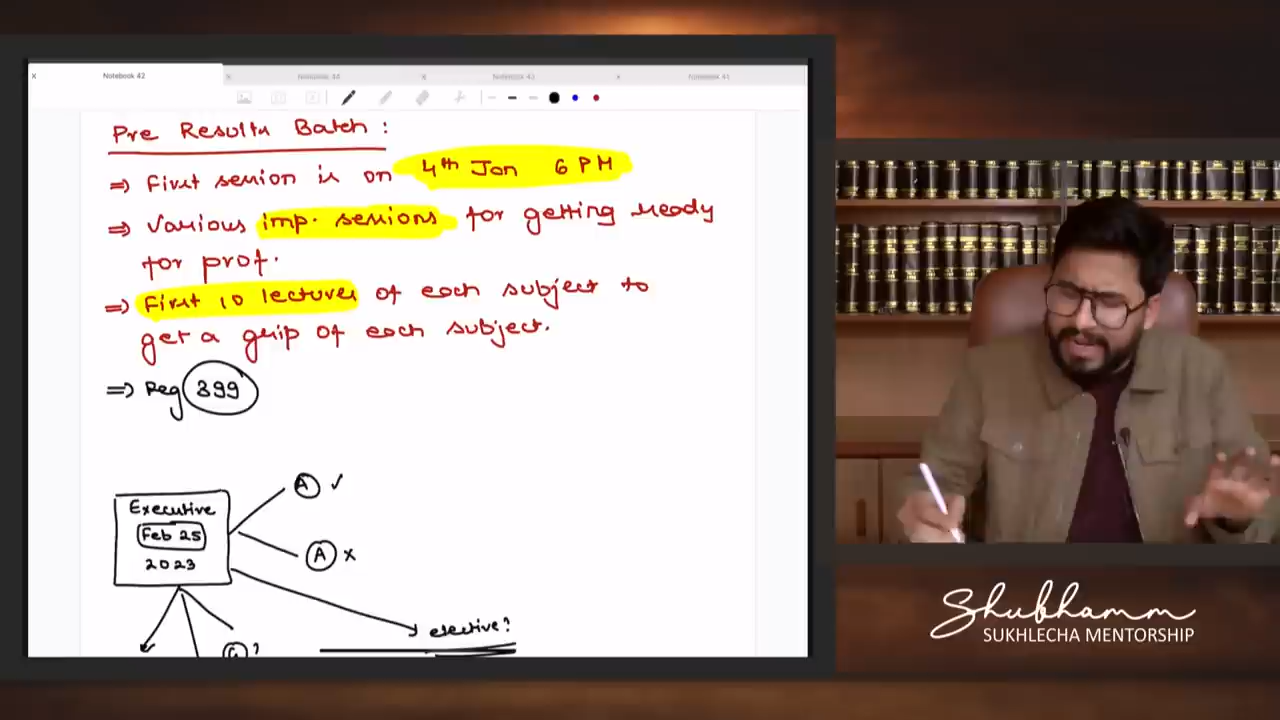 Notebook 42
Pre Results Batch :
⇒ First session is on 4th Jan 6 PM
⇒ Various imp. sessions for getting ready
for prof.
⇒ First 10 lectures of each subject to
get a grip of each subject.
⇒ Reg 399
Executive
Feb 25
2023
A ✓
A ×
elective?
G ?
Shubhamm
SUKHLECHA MENTORSHIP